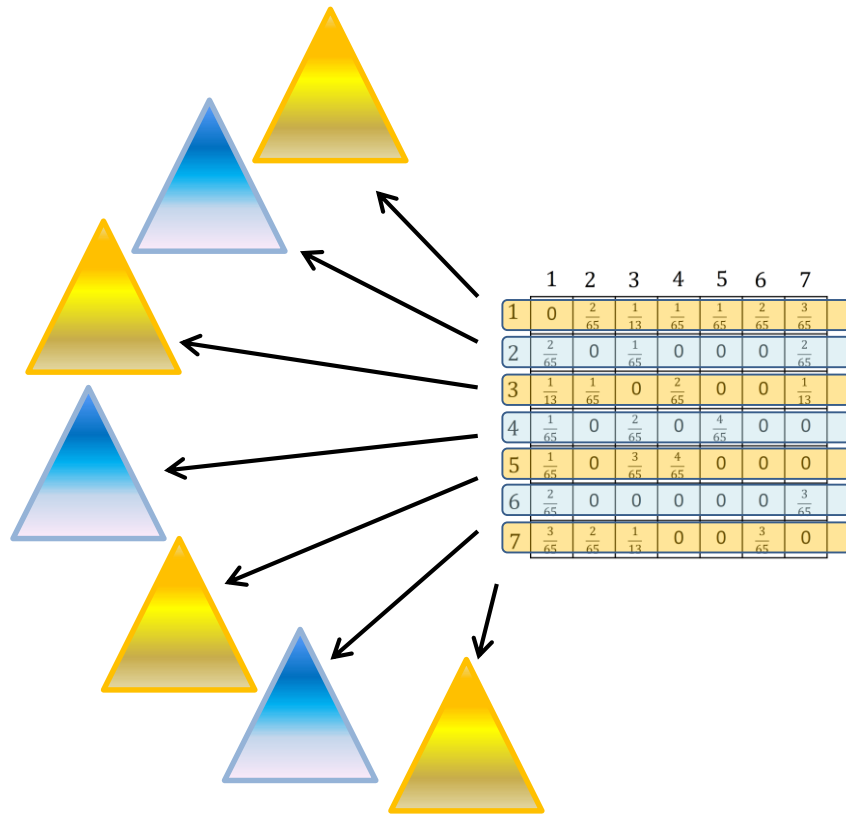 1 2 3 4 5 6 7
1 0 2/65 1/13 1/65 1/65 2/65 3/65
2 2/65 0 1/65 0 0 0 2/65
3 1/13 1/65 0 2/65 0 0 1/13
4 1/65 0 2/65 0 4/65 0 0
5 1/65 0 3/65 4/65 0 0 0
6 2/65 0 0 0 0 0 3/65
7 3/65 2/65 1/13 0 0 3/65 0